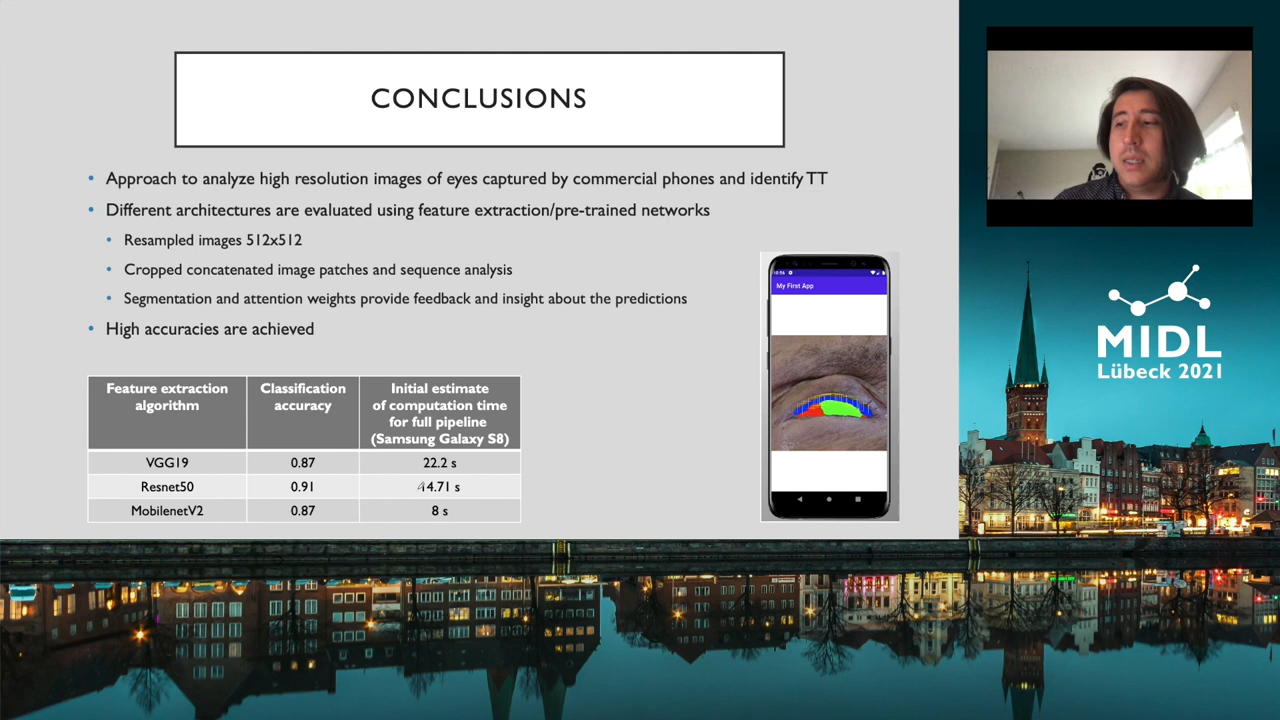 CONCLUSIONS
• Approach to analyze high resolution images of eyes captured by commercial phones and identify TT
• Different architectures are evaluated using feature extraction/pre-trained networks
• Resampled images 512x512
• Cropped concatenated image patches and sequence analysis
• Segmentation and attention weights provide feedback and insight about the predictions
• High accuracies are achieved
Feature extraction algorithm | Classification accuracy | Initial estimate of computation time for full pipeline (Samsung Galaxy S8)
VGG19 0.87 22.2 s
Resnet50 0.91 4.71 s
MobilenetV2 0.87 8 s
My First App
MIDL
Lübeck 2021